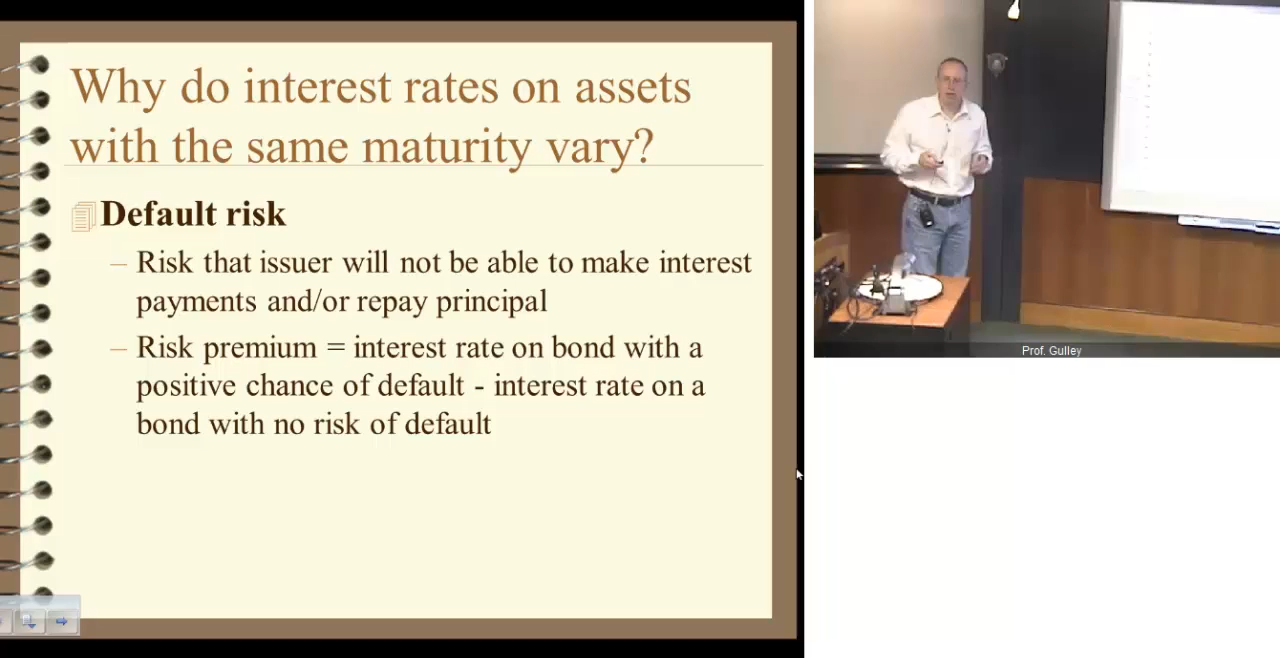 Why do interest rates on assets
with the same maturity vary?
Default risk
– Risk that issuer will not be able to make interest
payments and/or repay principal
– Risk premium = interest rate on bond with a
positive chance of default - interest rate on a
bond with no risk of default
Prof. Gulley